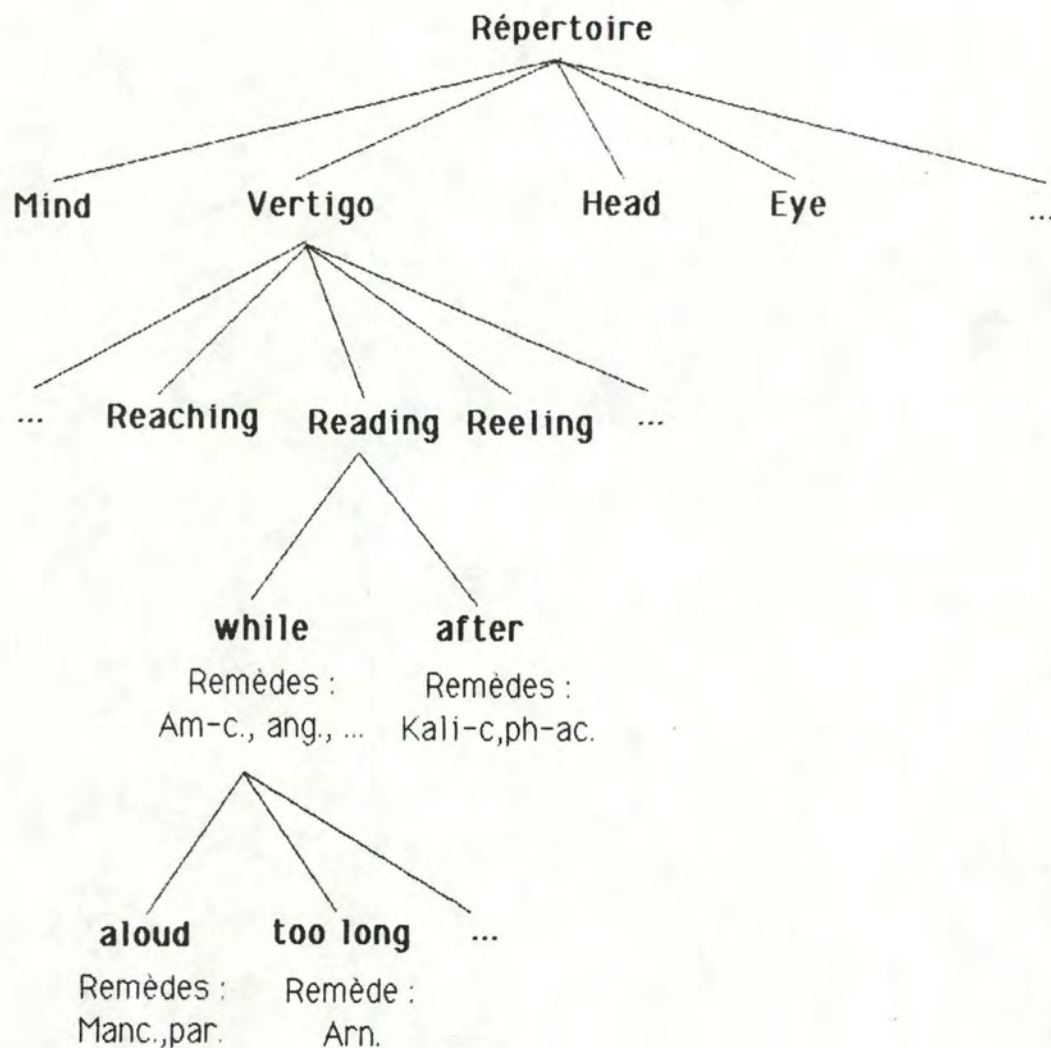 Répertoire
Mind Vertigo Head Eye ...
... Reaching Reading Reeling ...
while after
Remèdes : Remèdes :
Am-c., ang., ... Kali-c,ph-ac.
aloud too long ...
Remèdes : Remède :
Manc.,par. Arn.